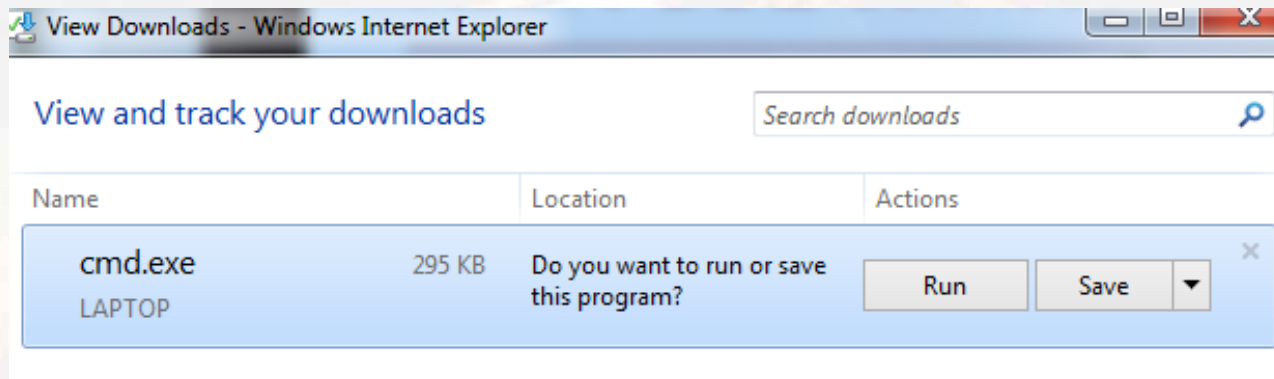 View Downloads - Windows Internet Explorer
View and track your downloads
Search downloads
Name Location Actions
cmd.exe 295 KB Do you want to run or save Run Save
LAPTOP this program?